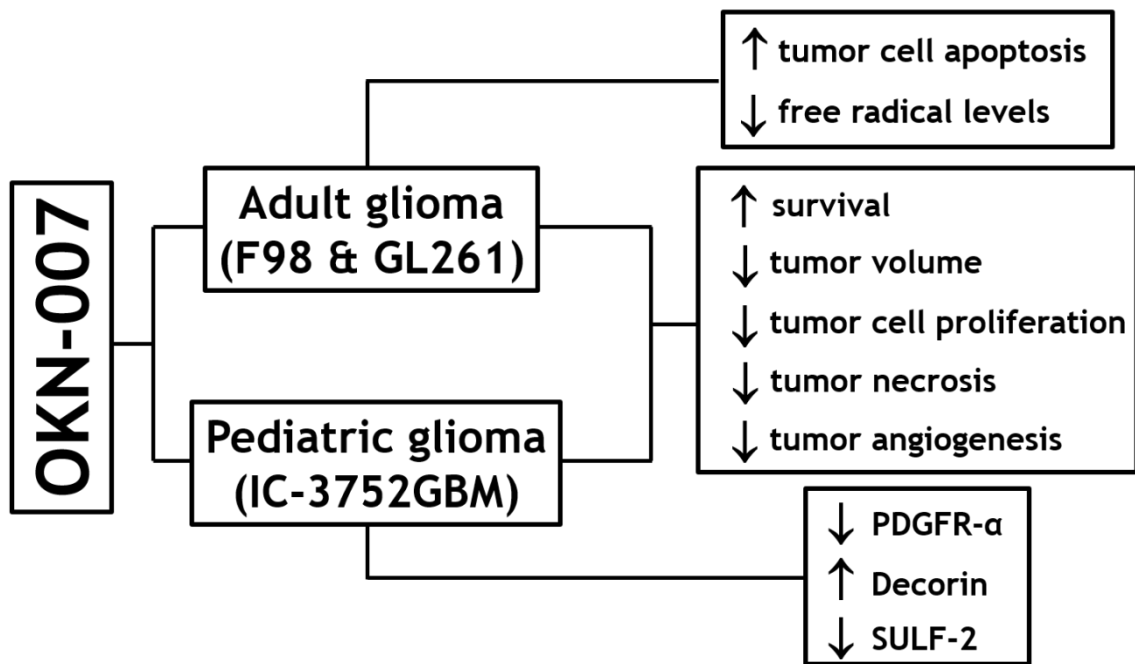 OKN-007
Adult glioma
(F98 & GL261)
Pediatric glioma
(IC-3752GBM)
↑ tumor cell apoptosis
↓ free radical levels
↑ survival
↓ tumor volume
↓ tumor cell proliferation
↓ tumor necrosis
↓ tumor angiogenesis
↓ PDGFR-α
↑ Decorin
↓ SULF-2